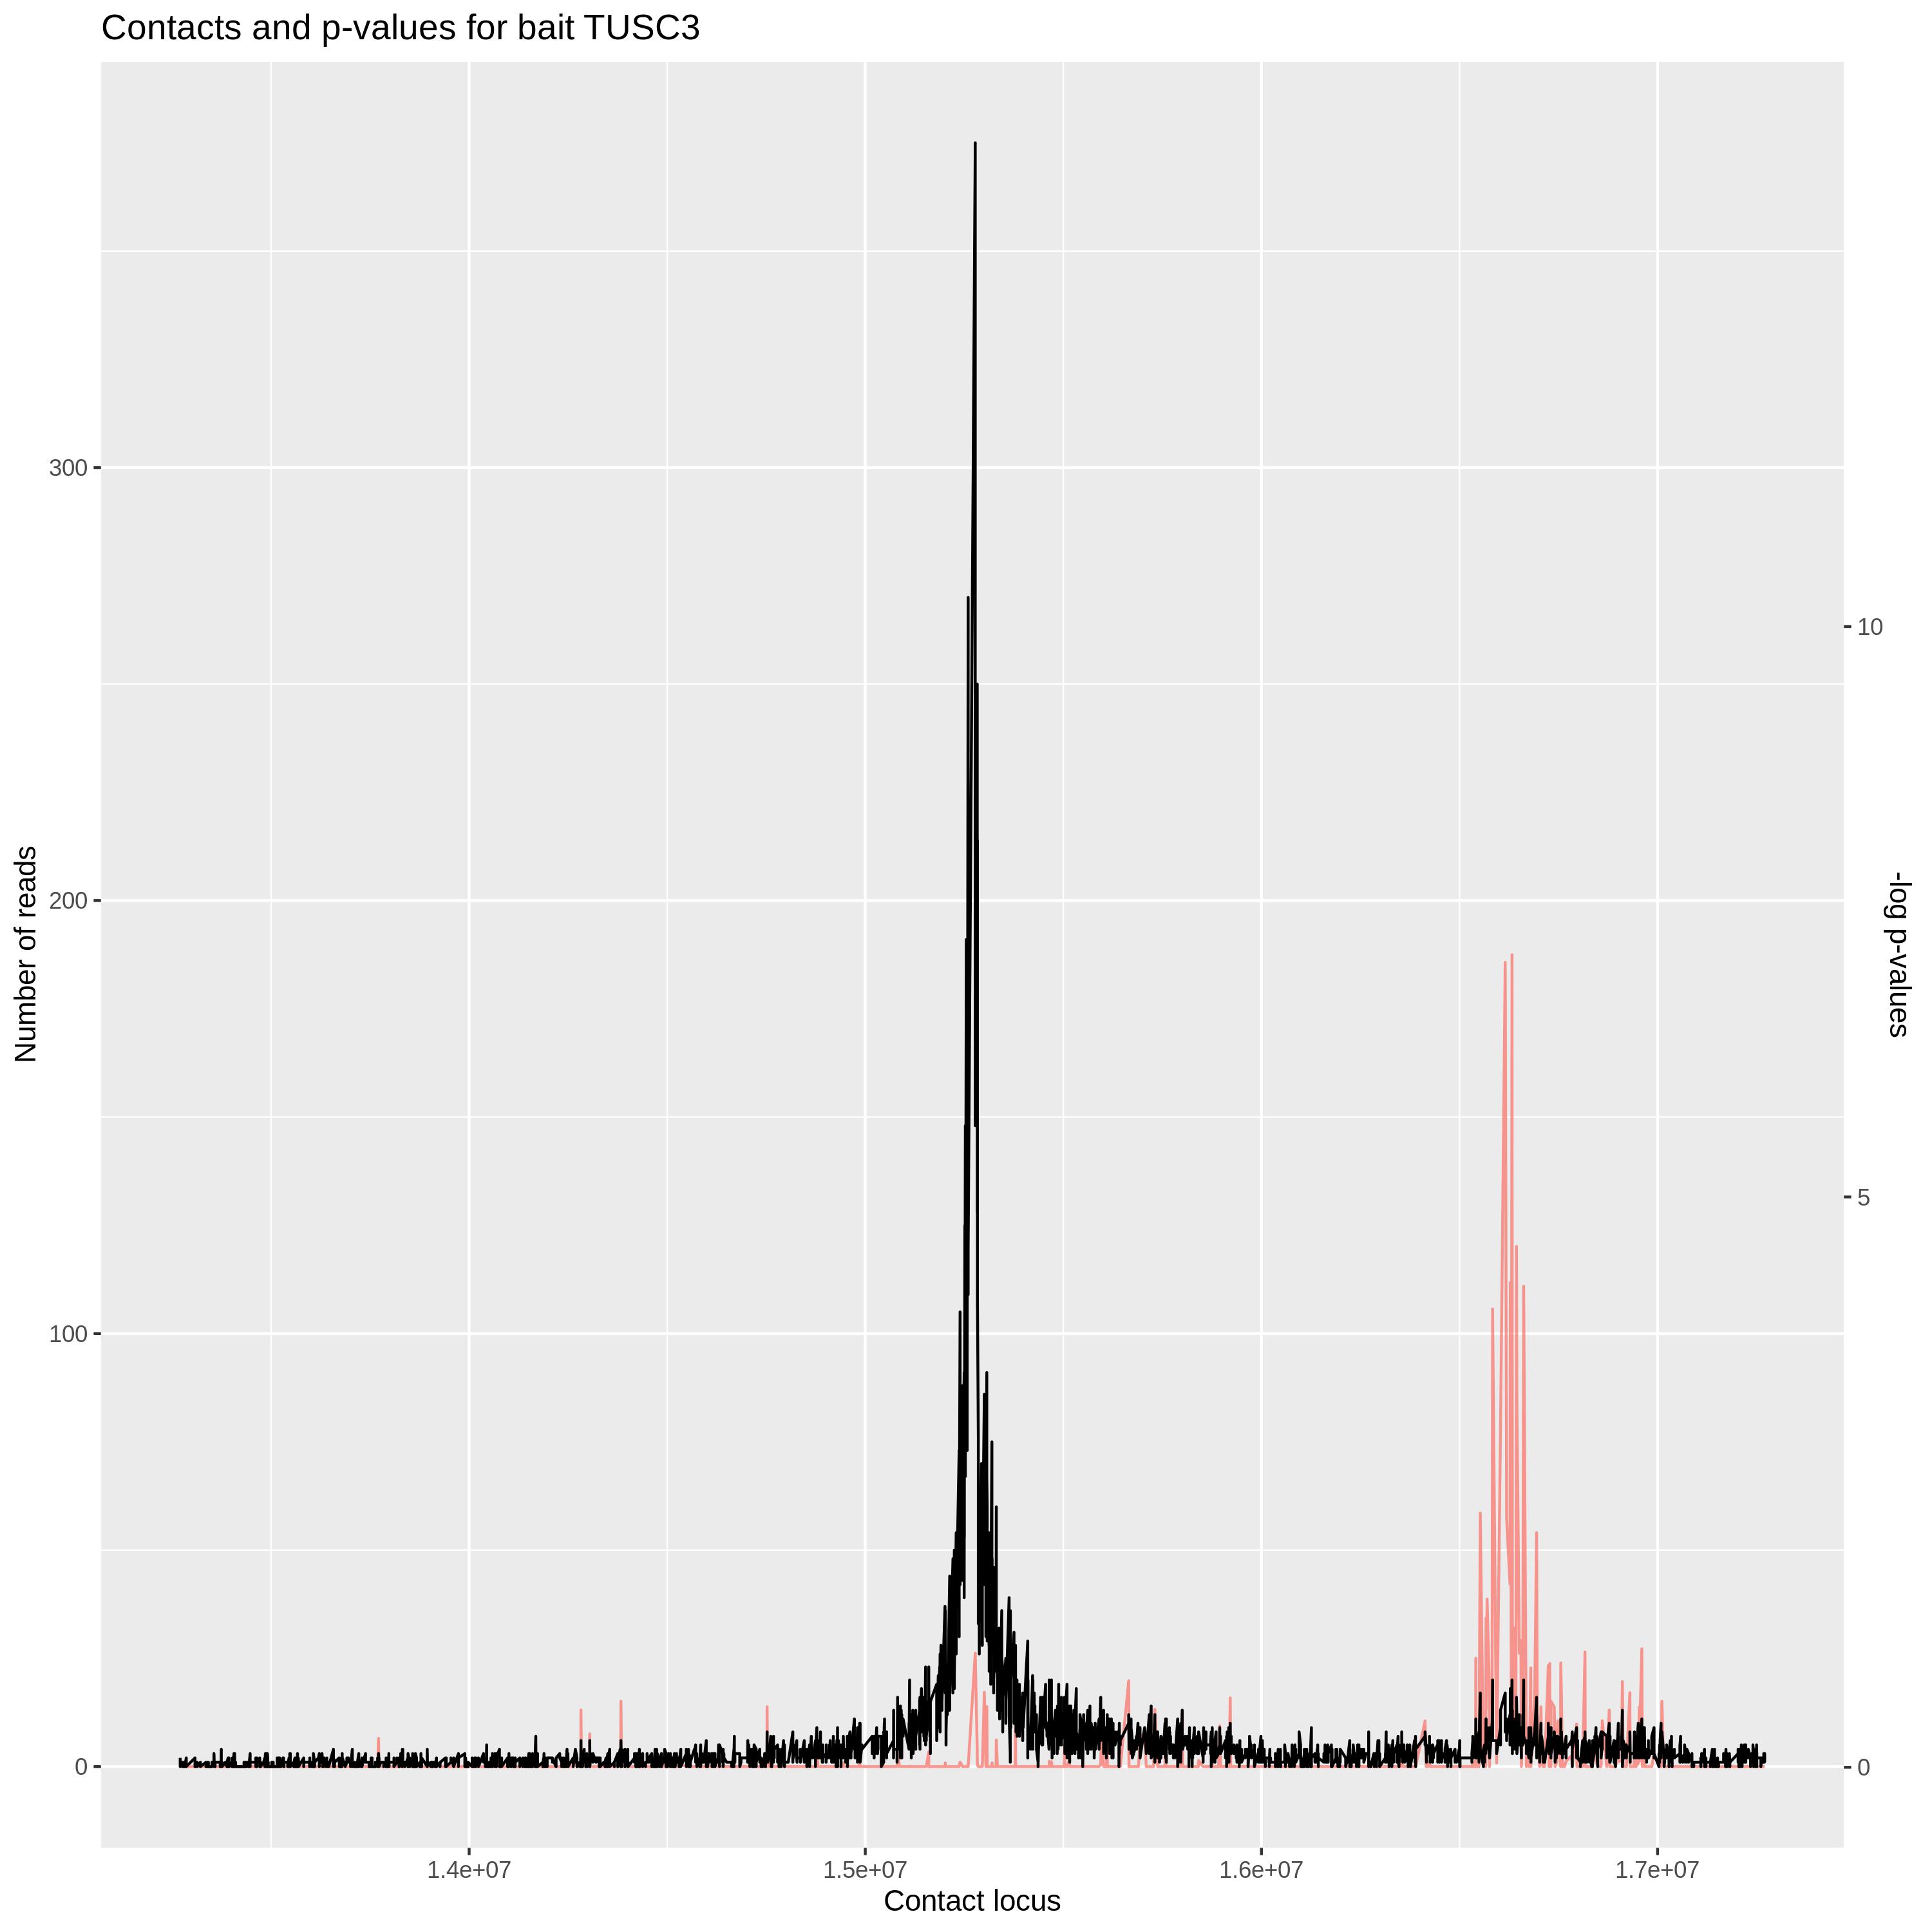 Contacts and p-values for bait TUSC3
Number of reads
300
200
100
0
10
5
0
-log p-values
1.4e+07
1.5e+07
1.6e+07
1.7e+07
Contact locus